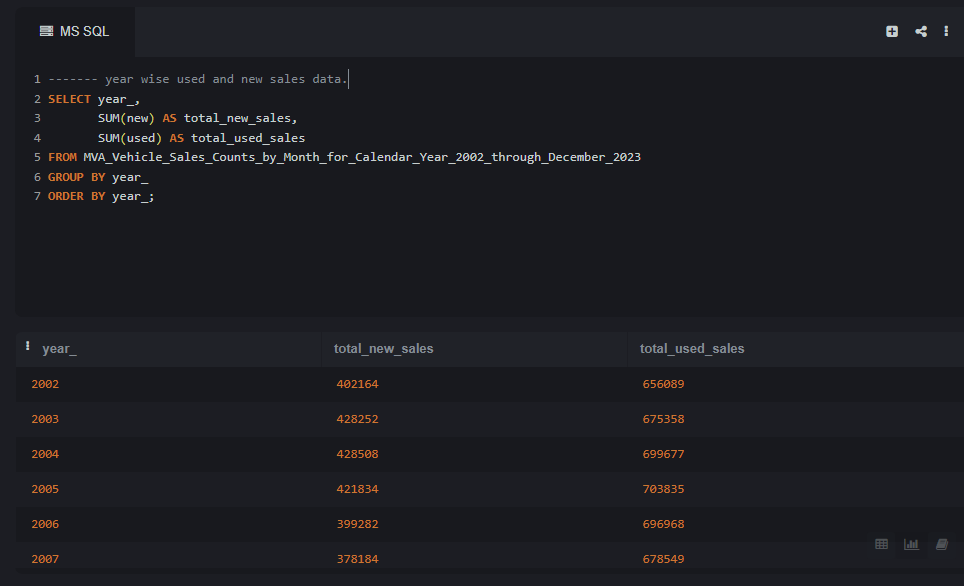 MS SQL
1 ------- year wise used and new sales data.
2 SELECT year_,
3 SUM(new) AS total_new_sales,
4 SUM(used) AS total_used_sales
5 FROM MVA_Vehicle_Sales_Counts_by_Month_for_Calendar_Year_2002_through_December_2023
6 GROUP BY year_
7 ORDER BY year_;
year_ total_new_sales total_used_sales
2002 402164 656089
2003 428252 675358
2004 428508 699677
2005 421834 703835
2006 399282 696968
2007 378184 678549